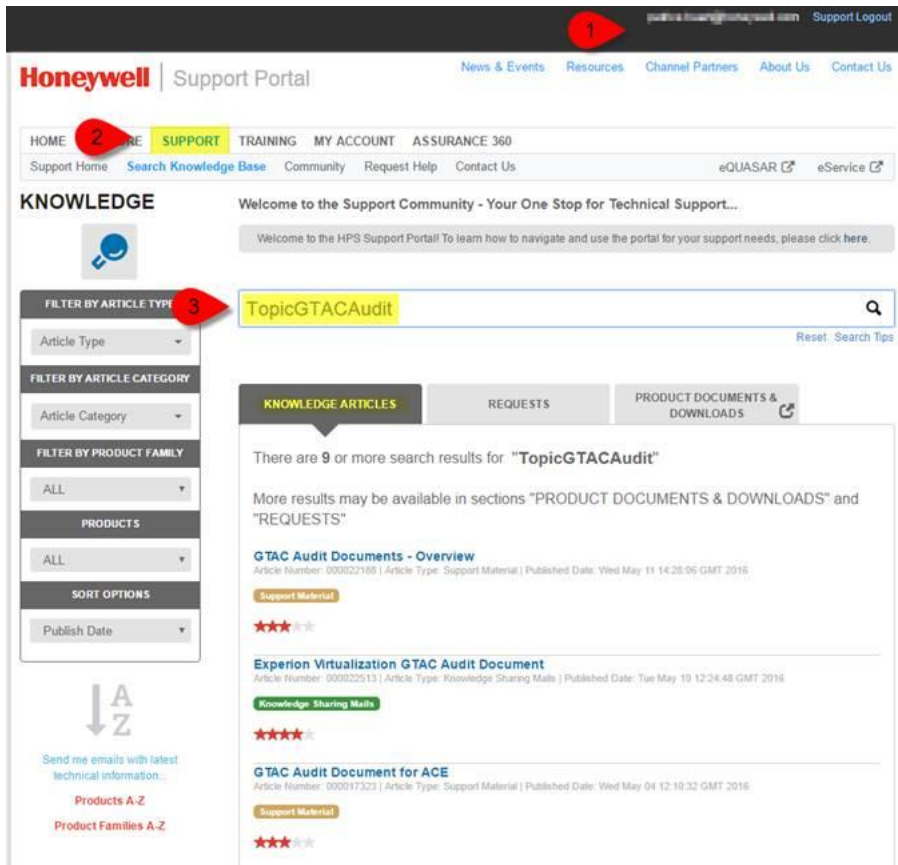 1
Support Logout
Honeywell | Support Portal
News & Events Resources Channel Partners About Us Contact Us
HOME 2 RE SUPPORT TRAINING MY ACCOUNT ASSURANCE 360
Support Home Search Knowledge Base Community Request Help Contact Us eQUASAR eService
KNOWLEDGE
Welcome to the Support Community - Your One Stop for Technical Support...
Welcome to the HPS Support Portal! To learn how to navigate and use the portal for your support needs, please click here.
FILTER BY ARTICLE TYPE
3
TopicGTACAudit
Article Type
Reset Search Tips
FILTER BY ARTICLE CATEGORY
Article Category
KNOWLEDGE ARTICLES
REQUESTS
PRODUCT DOCUMENTS &
DOWNLOADS
FILTER BY PRODUCT FAMILY
ALL
PRODUCTS
ALL
SORT OPTIONS
Publish Date
There are 9 or more search results for "TopicGTACAudit"
More results may be available in sections "PRODUCT DOCUMENTS & DOWNLOADS" and
"REQUESTS"
GTAC Audit Documents - Overview
Article Number: 000022188 | Article Type: Support Material | Published Date: Wed May 11 14:28:06 GMT 2016
Support Material
Experion Virtualization GTAC Audit Document
Article Number: 000022513 | Article Type: Knowledge Sharing Mails | Published Date: Tue May 10 12:24:48 GMT 2016
Knowledge Sharing Mails
GTAC Audit Document for ACE
Article Number: 000017323 | Article Type: Support Material | Published Date: Wed May 04 12:10:32 GMT 2016
Support Material
A
Z
Send me emails with latest
technical information...
Products A-Z
Product Families A-Z